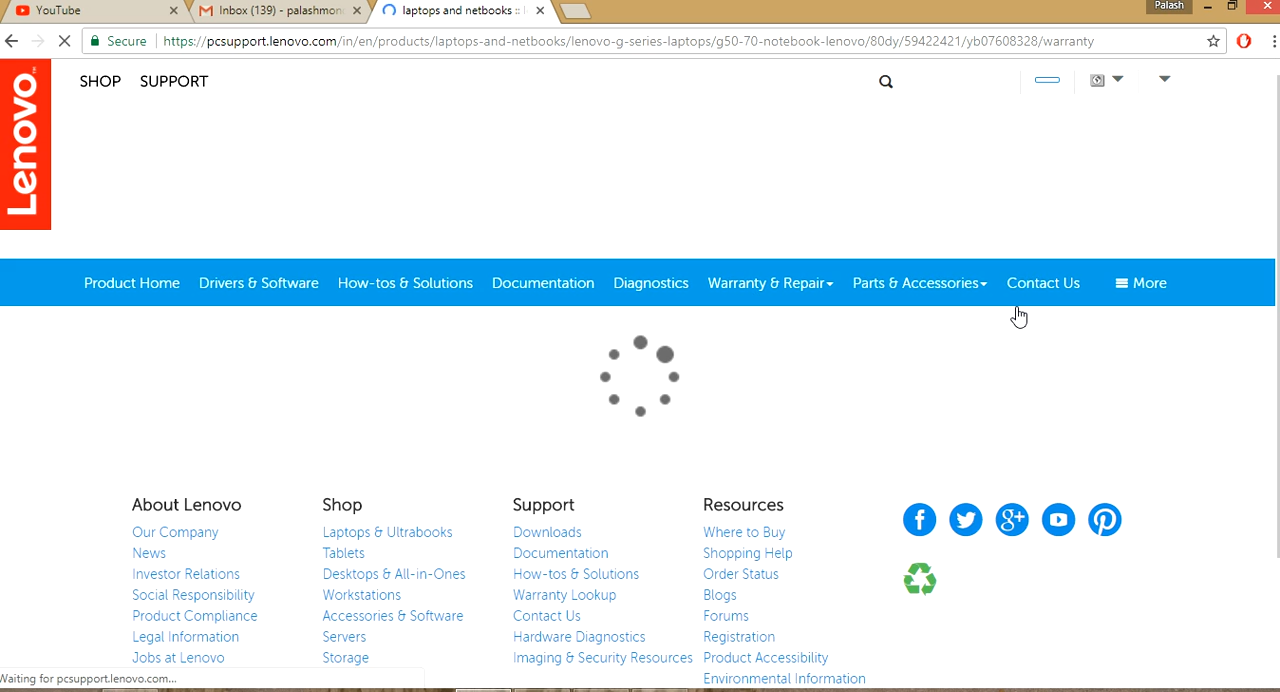 YouTube
Inbox (139) - palashmon
laptops and netbooks ::
Palash
Secure
https://pcsupport.lenovo.com/in/en/products/laptops-and-netbooks/lenovo-g-series-laptops/g50-70-notebook-lenovo/80dy/59422421/yb07608328/warranty
Lenovo
SHOP SUPPORT
Product Home Drivers & Software How-tos & Solutions Documentation Diagnostics Warranty & Repair Parts & Accessories Contact Us More
About Lenovo
Our Company
News
Investor Relations
Social Responsibility
Product Compliance
Legal Information
Jobs at Lenovo
Shop
Laptops & Ultrabooks
Tablets
Desktops & All-in-Ones
Workstations
Accessories & Software
Servers
Storage
Support
Downloads
Documentation
How-tos & Solutions
Warranty Lookup
Contact Us
Hardware Diagnostics
Imaging & Security Resources
Resources
Where to Buy
Shopping Help
Order Status
Blogs
Forums
Registration
Product Accessibility
Environmental Information
Waiting for pcsupport.lenovo.com...